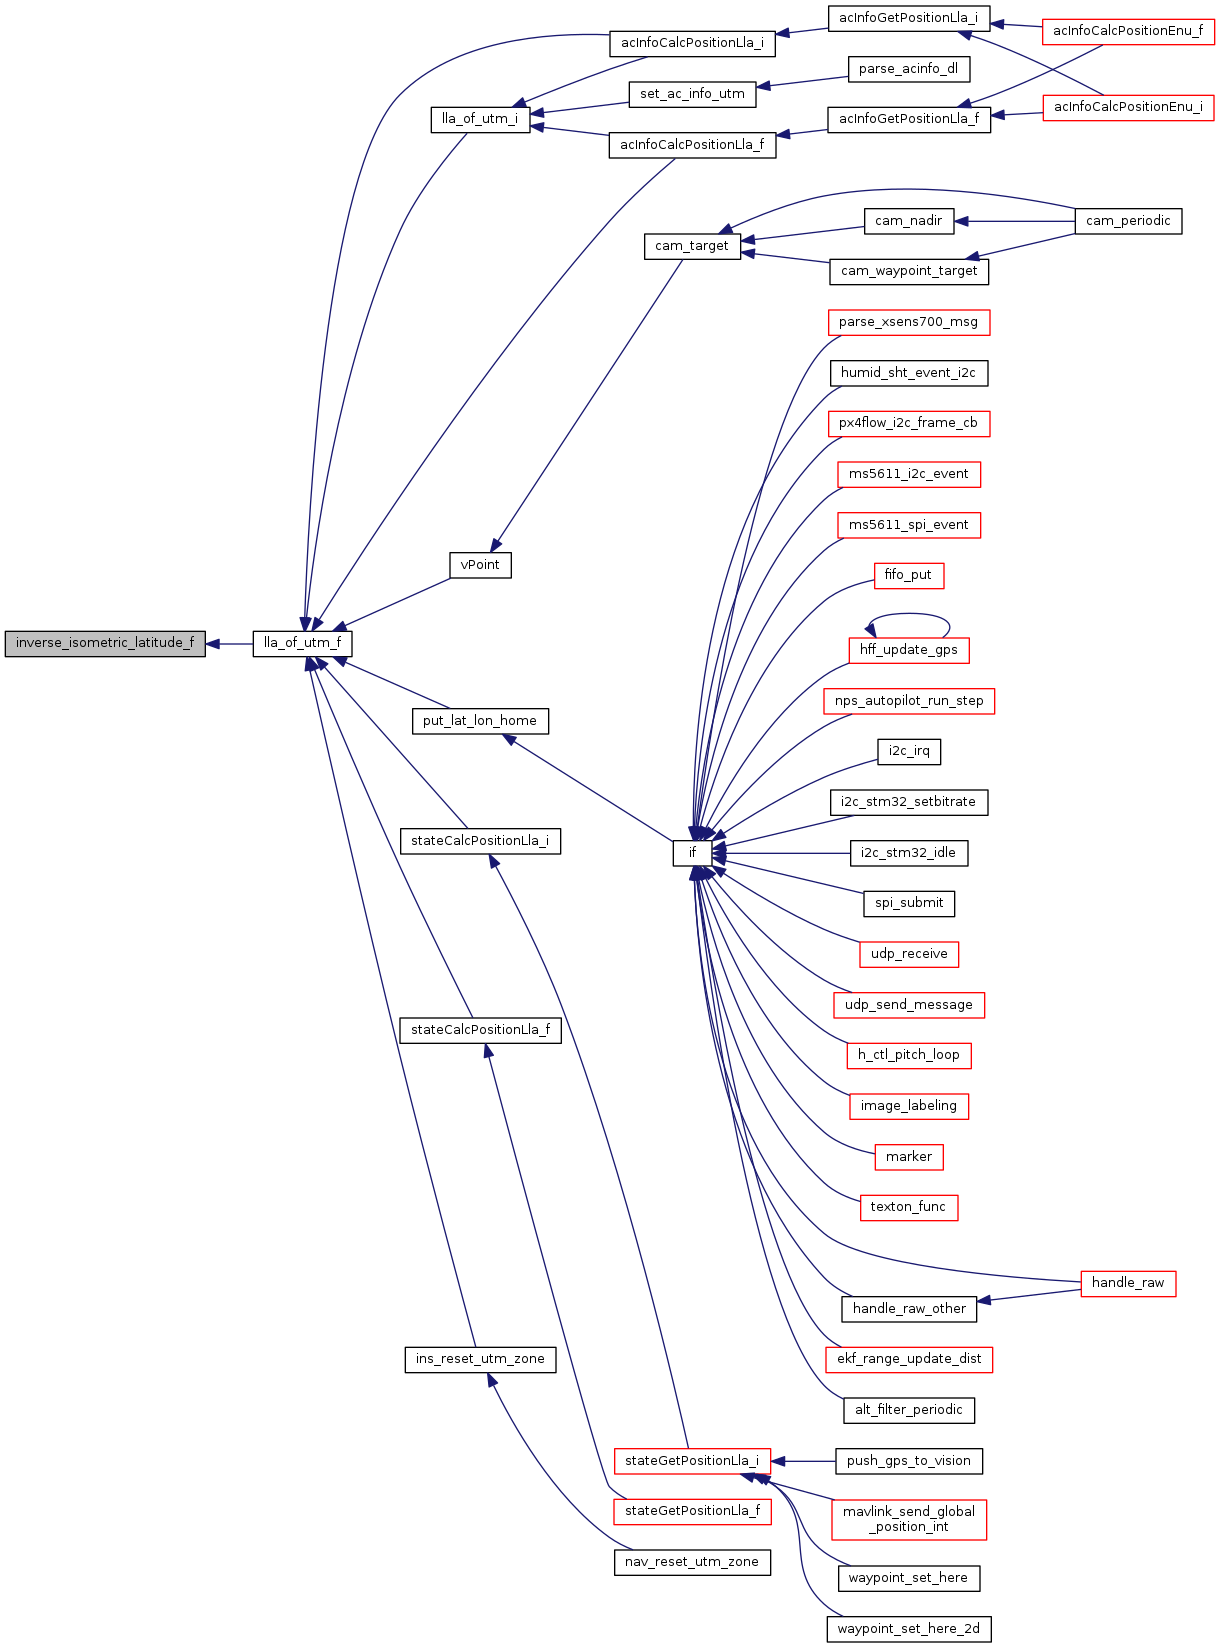 acInfoGetPositionLla_i
acInfoCalcPositionEnu_f
acInfoCalcPositionLla_i
parse_acinfo_dl
set_ac_info_utm
acInfoCalcPositionEnu_i
lla_of_utm_i
acInfoGetPositionLla_f
acInfoCalcPositionLla_f
cam_nadir
cam_periodic
cam_target
cam_waypoint_target
parse_xsens700_msg
humid_sht_event_i2c
px4flow_i2c_frame_cb
ms5611_i2c_event
ms5611_spi_event
vPoint
fifo_put
inverse_isometric_latitude_f
lla_of_utm_f
hff_update_gps
nps_autopilot_run_step
put_lat_lon_home
i2c_irq
i2c_stm32_setbitrate
stateCalcPositionLla_i
if
i2c_stm32_idle
spi_submit
udp_receive
udp_send_message
stateCalcPositionLla_f
h_ctl_pitch_loop
image_labeling
marker
texton_func
handle_raw
handle_raw_other
ins_reset_utm_zone
ekf_range_update_dist
alt_filter_periodic
stateGetPositionLla_i
push_gps_to_vision
stateGetPositionLla_f
mavlink_send_global
_position_int
nav_reset_utm_zone
waypoint_set_here
waypoint_set_here_2d